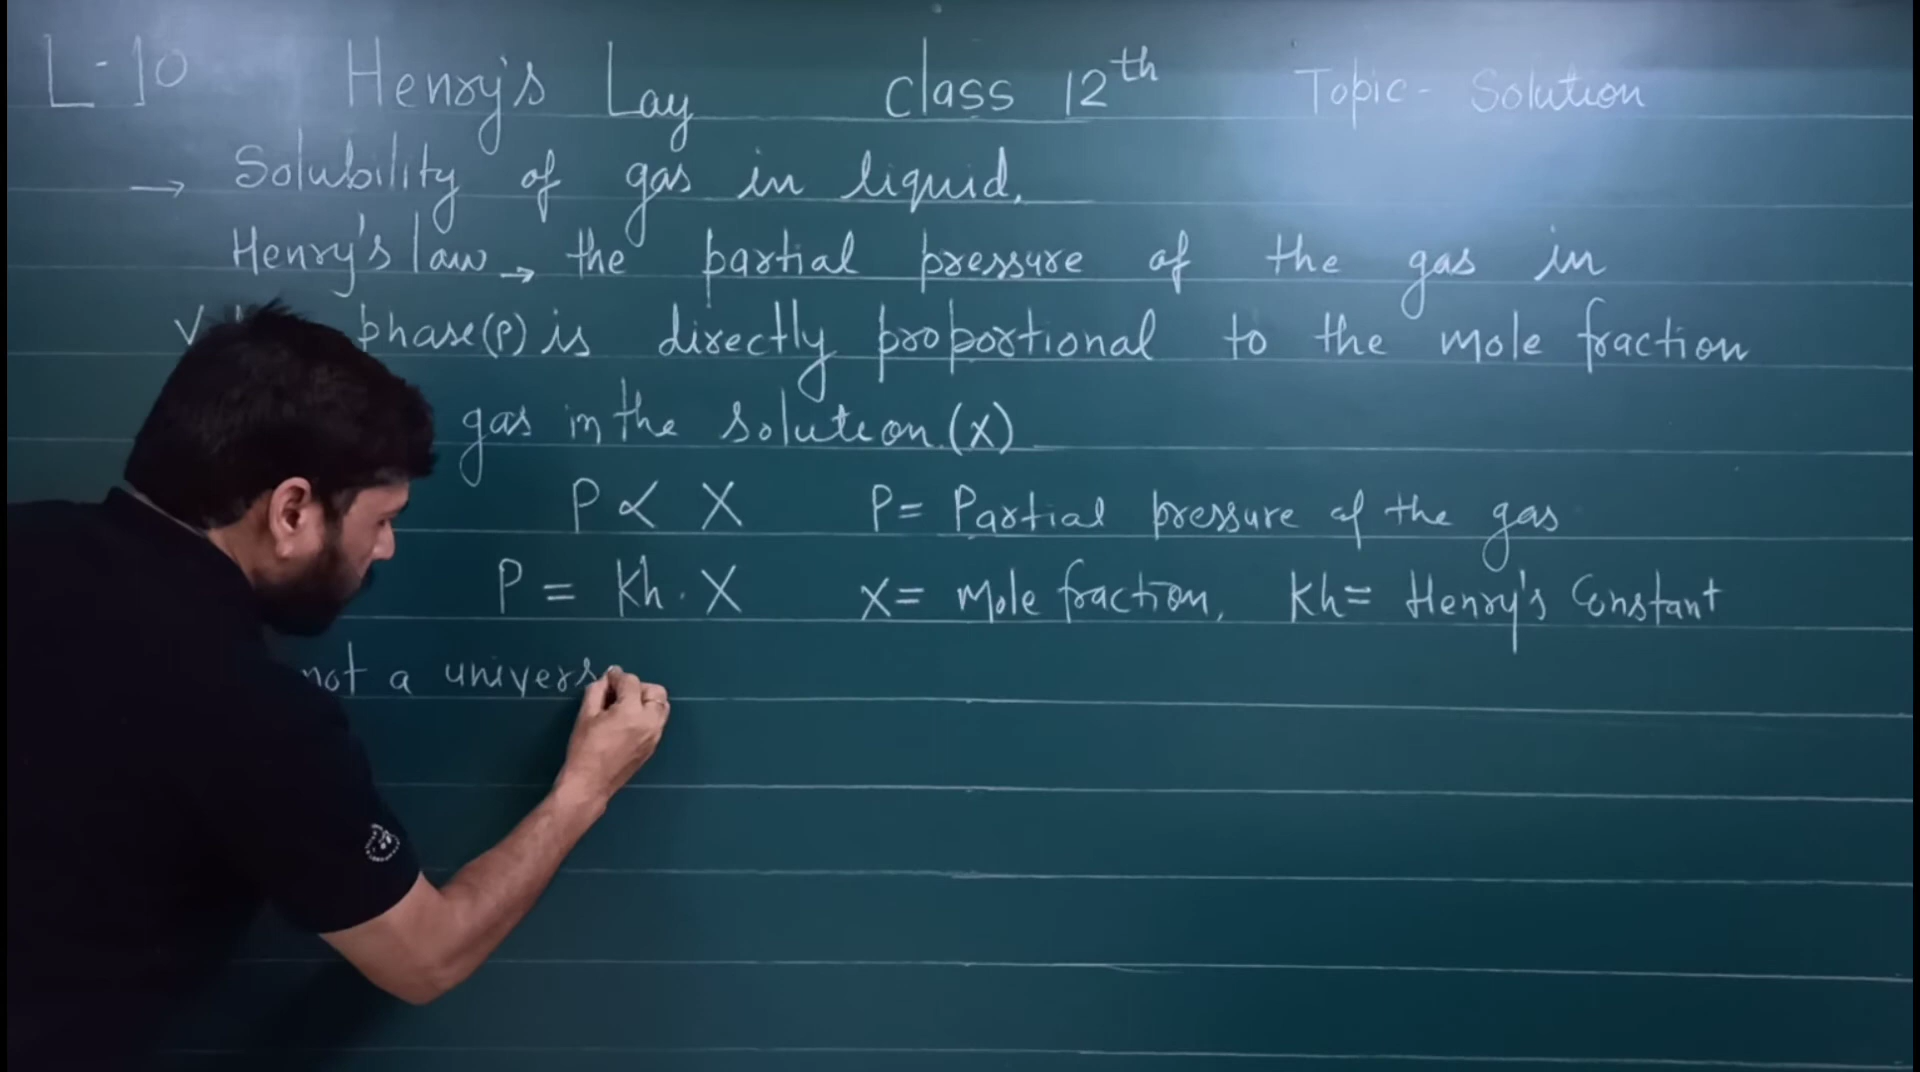 L-10 Henry's Lay class 12th Topic- Solution
→ Solubility of gas in liquid.
Henry's law → the partial pressure of the gas in
phase(P) is directly proportional to the mole fraction
gas in the solution.(x)
P ∝ X P= Partial pressure of the gas
P = Kh . X X= Mole fraction, Kh= Henry's Constant
not a univers